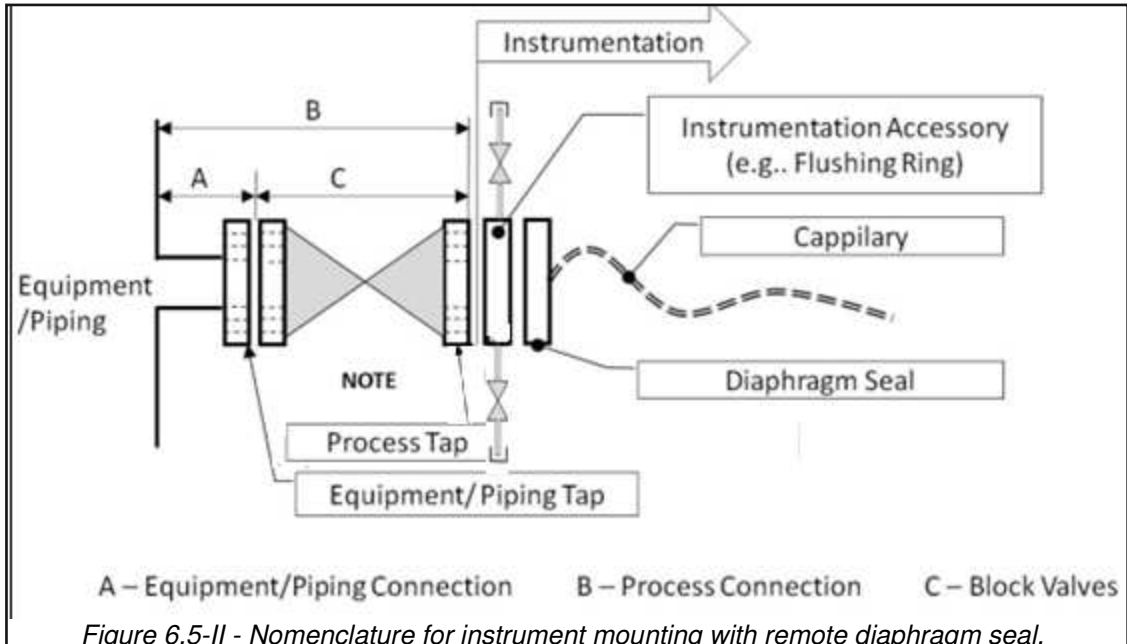 Instrumentation
B
Instrumentation Accessory
(e.g.. Flushing Ring)
A
C
Cappilary
Equipment
/Piping
Diaphragm Seal
NOTE
Process Tap
Equipment/ Piping Tap
A – Equipment/Piping Connection B – Process Connection C – Block Valves
Figure 6.5-II - Nomenclature for instrument mounting with remote diaphragm seal.